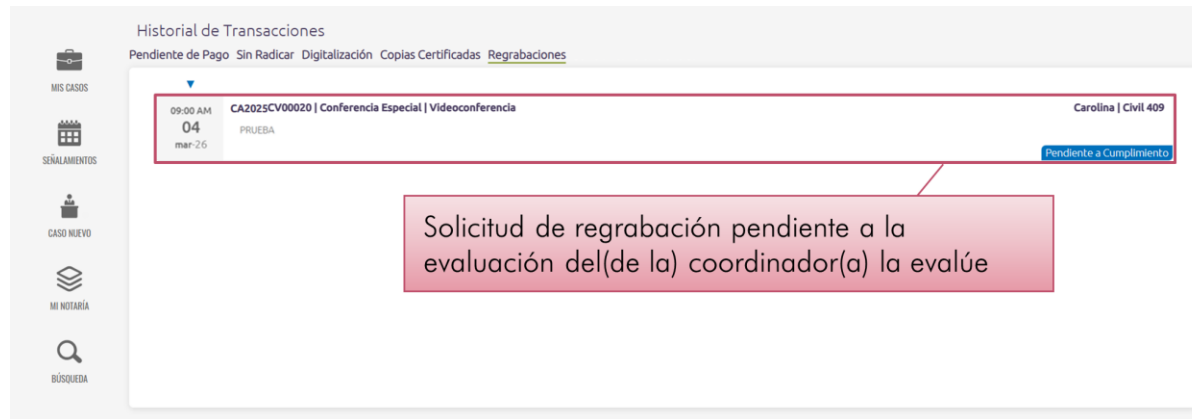 Historial de Transacciones
Pendiente de Pago Sin Radicar Digitalización Copias Certificadas Regrabaciones
MIS CASOS
SEÑALAMIENTOS
CASO NUEVO
MI NOTARÍA
BÚSQUEDA
09:00 AM
04
mar-26
CA2025CV00020 | Conferencia Especial | Videoconferencia
PRUEBA
Carolina | Civil 409
Pendiente a Cumplimiento
Solicitud de regrabación pendiente a la
evaluación del(de la) coordinador(a) la evalúe